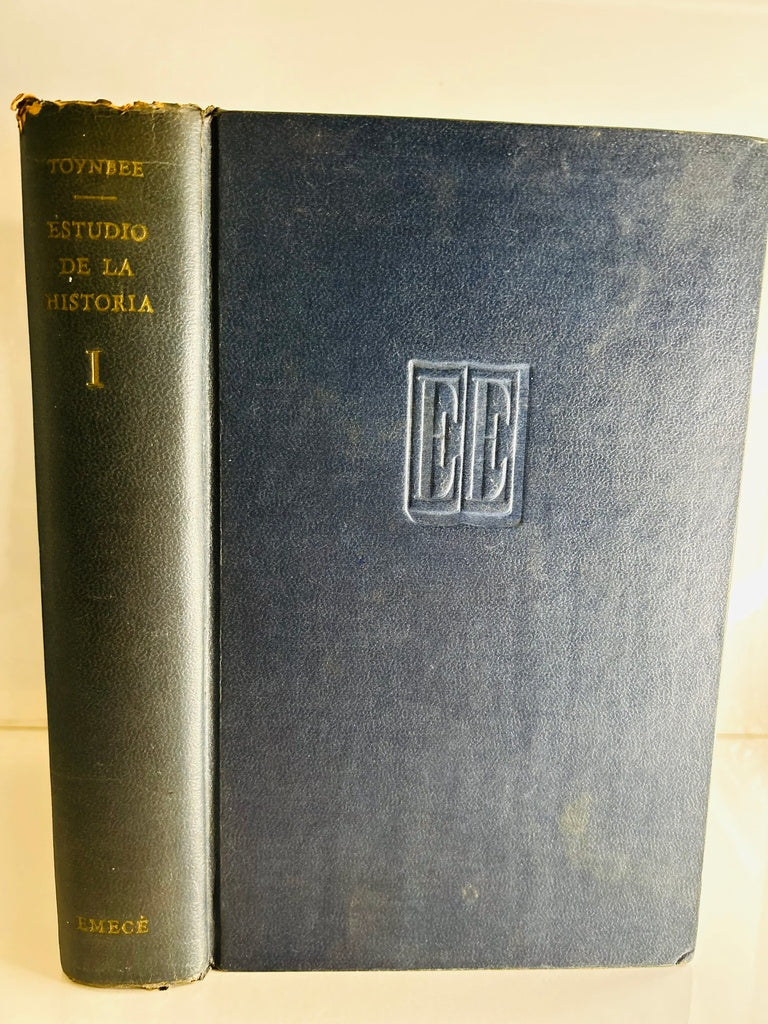 TOYNBEE
ESTUDIO
DE LA
HISTORIA
I
EMECÉ
EE